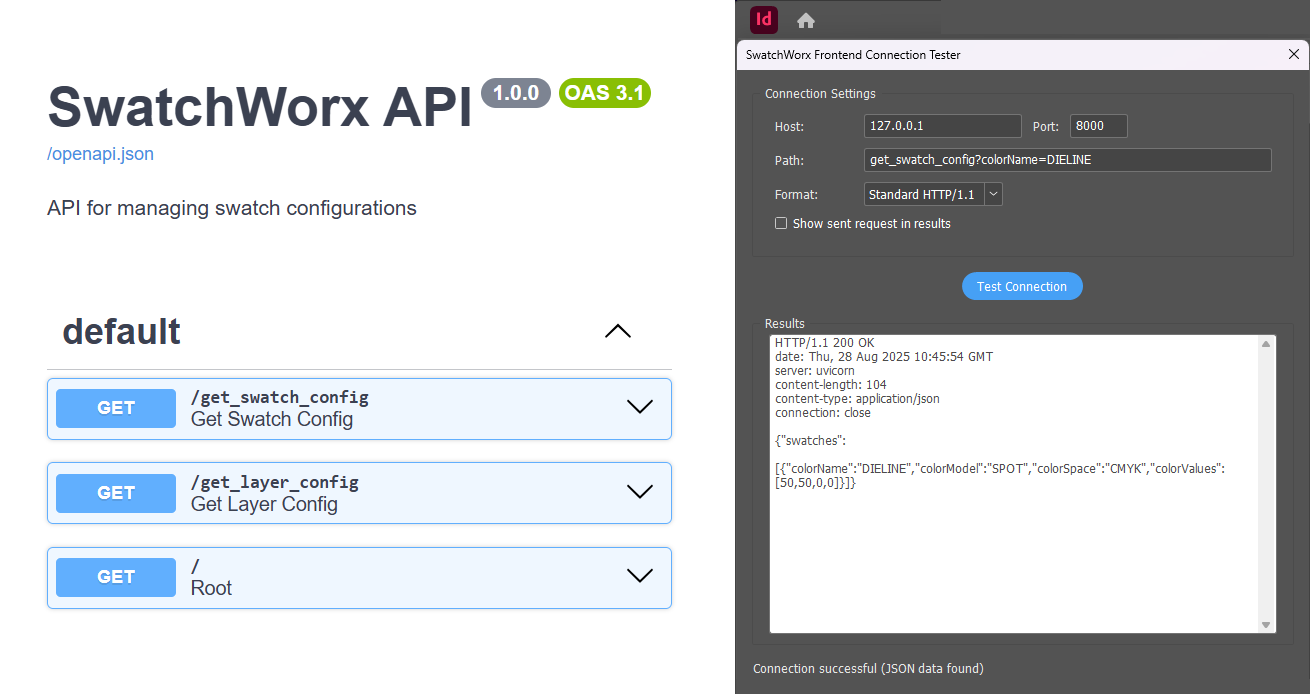 SwatchWorx API 1.0.0 OAS 3.1
/openapi.json
API for managing swatch configurations
default
GET /get_swatch_config
Get Swatch Config
GET /get_layer_config
Get Layer Config
GET /
Root
Id
SwatchWorx Frontend Connection Tester
Connection Settings
Host: 127.0.0.1 Port: 8000
Path: get_swatch_config?colorName=DIELINE
Format: Standard HTTP/1.1
Show sent request in results
Test Connection
Results
HTTP/1.1 200 OK
date: Thu, 28 Aug 2025 10:45:54 GMT
server: uvicorn
content-length: 104
content-type: application/json
connection: close
{"swatches":
[{"colorName":"DIELINE","colorModel":"SPOT","colorSpace":"CMYK","colorValues":
[50,50,0,0]}]}
Connection successful (JSON data found)